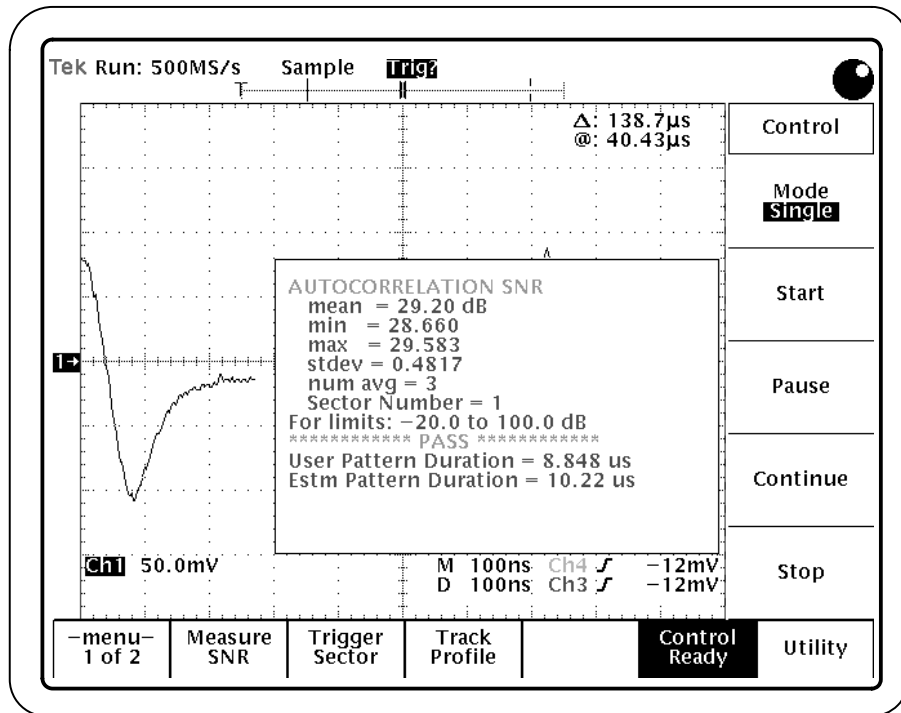 Tek Run: 500MS/s Sample Trig?
T
Δ: 138.7µs
@: 40.43µs
Control
Mode
Single
Start
Pause
Continue
Stop
1→
AUTOCORRELATION SNR
mean = 29.20 dB
min = 28.660
max = 29.583
stdev = 0.4817
num avg = 3
Sector Number = 1
For limits: −20.0 to 100.0 dB
************ PASS ************
User Pattern Duration = 8.848 us
Estm Pattern Duration = 10.22 us
Ch1 50.0mV M 100ns Ch4 ʃ −12mV
D 100ns Ch3 ʃ −12mV
−menu−
1 of 2
Measure
SNR
Trigger
Sector
Track
Profile
Control
Ready
Utility